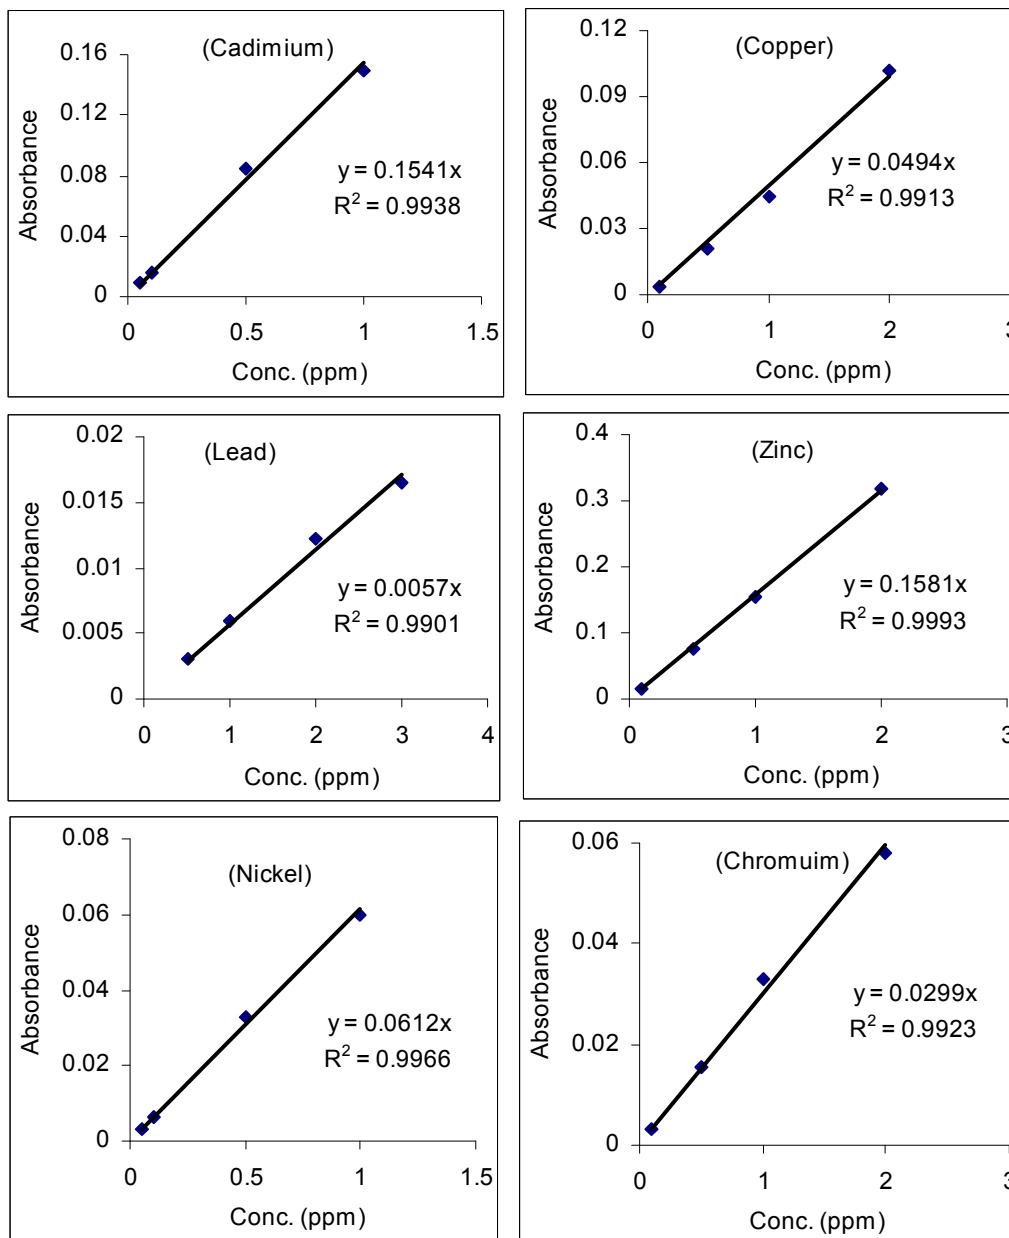 (Cadimium)
Absorbance
0.16
0.12
0.08
0.04
0
y = 0.1541x
R² = 0.9938
0 0.5 1 1.5
Conc. (ppm)
(Copper)
Absorbance
0.12
0.09
0.06
0.03
0
y = 0.0494x
R² = 0.9913
0 1 2 3
Conc. (ppm)
(Lead)
Absorbance
0.02
0.015
0.01
0.005
0
y = 0.0057x
R² = 0.9901
0 1 2 3 4
Conc. (ppm)
(Zinc)
Absorbance
0.4
0.3
0.2
0.1
0
y = 0.1581x
R² = 0.9993
0 1 2 3
Conc. (ppm)
(Nickel)
Absorbance
0.08
0.06
0.04
0.02
0
y = 0.0612x
R² = 0.9966
0 0.5 1 1.5
Conc. (ppm)
(Chromuim)
Absorbance
0.06
0.04
0.02
0
y = 0.0299x
R² = 0.9923
0 1 2 3
Conc. (ppm)